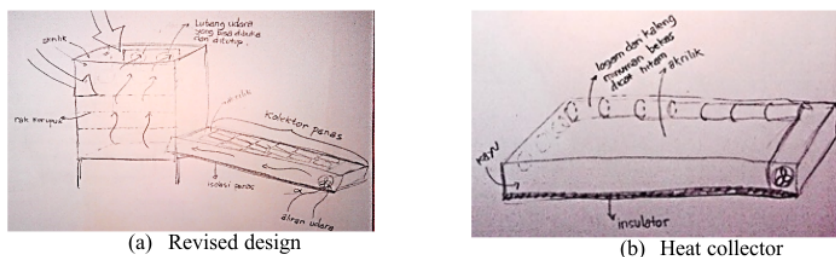 Lubang udara
yang bisa dibuka
dan ditutup
akrilik
rak kerupuk
akrilik
kolektor panas
isolasi panas
aliran udara
(a) Revised design
logam dari kaleng
minuman bekas
dicat hitam
akrilik
KAYU
insulator
(b) Heat collector